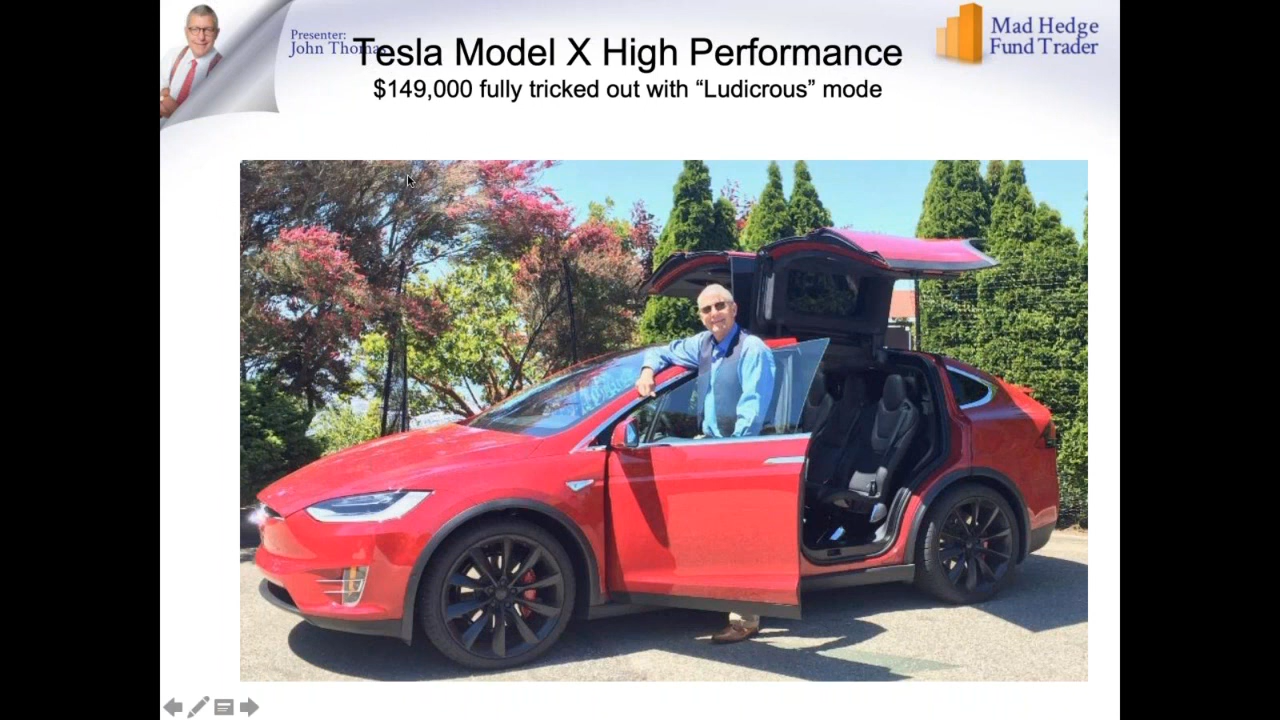 Presenter:
John Thomas
Tesla Model X High Performance
$149,000 fully tricked out with “Ludicrous” mode
Mad Hedge
Fund Trader